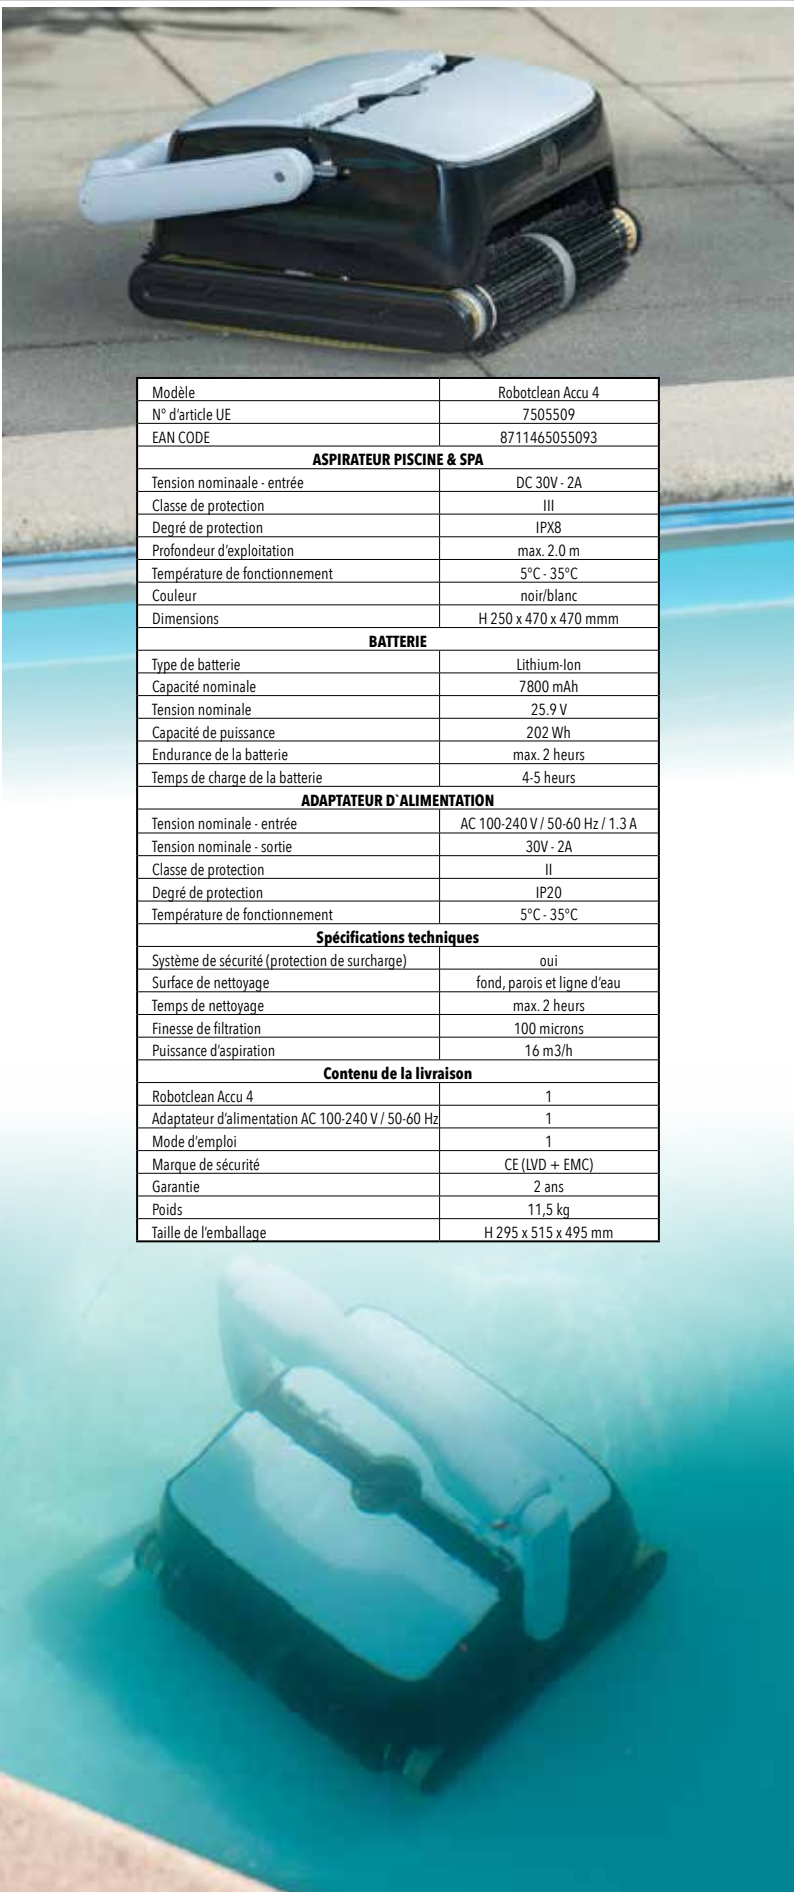 Modèle Robotclean Accu 4
N° d'article UE 7505509
EAN CODE 8711465055093
ASPIRATEUR PISCINE & SPA
Tension nominaale - entrée DC 30V - 2A
Classe de protection III
Degré de protection IPX8
Profondeur d'exploitation max. 2.0 m
Température de fonctionnement 5°C - 35°C
Couleur noir/blanc
Dimensions H 250 x 470 x 470 mmm
BATTERIE
Type de batterie Lithium-Ion
Capacité nominale 7800 mAh
Tension nominale 25.9 V
Capacité de puissance 202 Wh
Endurance de la batterie max. 2 heurs
Temps de charge de la batterie 4-5 heurs
ADAPTATEUR D`ALIMENTATION
Tension nominale - entrée AC 100-240 V / 50-60 Hz / 1.3 A
Tension nominale - sortie 30V - 2A
Classe de protection II
Degré de protection IP20
Température de fonctionnement 5°C - 35°C
Spécifications techniques
Système de sécurité (protection de surcharge) oui
Surface de nettoyage fond, parois et ligne d'eau
Temps de nettoyage max. 2 heurs
Finesse de filtration 100 microns
Puissance d'aspiration 16 m3/h
Contenu de la livraison
Robotclean Accu 4 1
Adaptateur d'alimentation AC 100-240 V / 50-60 Hz 1
Mode d'emploi 1
Marque de sécurité CE (LVD + EMC)
Garantie 2 ans
Poids 11,5 kg
Taille de l'emballage H 295 x 515 x 495 mm